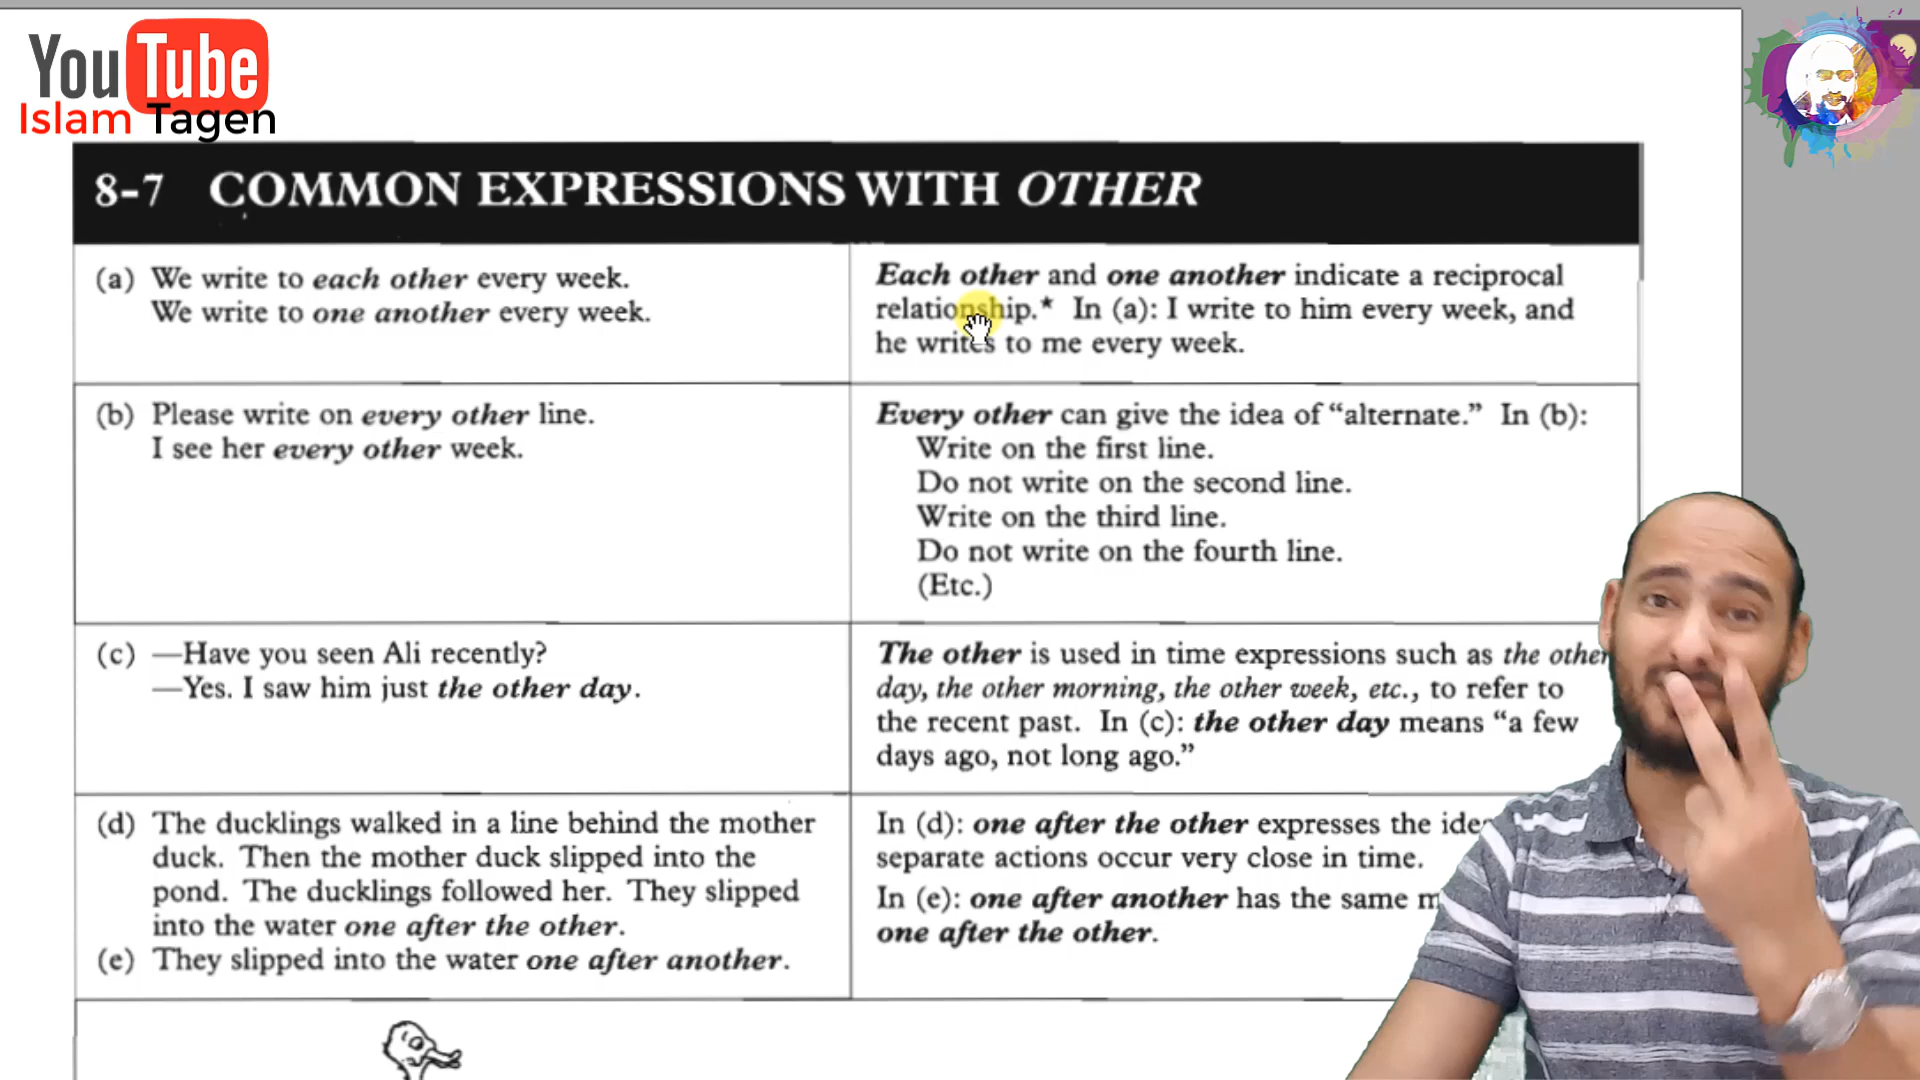 YouTube
Islam Tagen
8-7 COMMON EXPRESSIONS WITH OTHER
(a) We write to each other every week.
We write to one another every week.
Each other and one another indicate a reciprocal
relationship.* In (a): I write to him every week, and
he writes to me every week.
(b) Please write on every other line.
I see her every other week.
Every other can give the idea of “alternate.” In (b):
Write on the first line.
Do not write on the second line.
Write on the third line.
Do not write on the fourth line.
(Etc.)
(c) —Have you seen Ali recently?
—Yes. I saw him just the other day.
The other is used in time expressions such as the other
day, the other morning, the other week, etc., to refer to
the recent past. In (c): the other day means “a few
days ago, not long ago.”
(d) The ducklings walked in a line behind the mother
duck. Then the mother duck slipped into the
pond. The ducklings followed her. They slipped
into the water one after the other.
(e) They slipped into the water one after another.
In (d): one after the other expresses the
separate actions occur very close in time.
In (e): one after another has the same
one after the other.